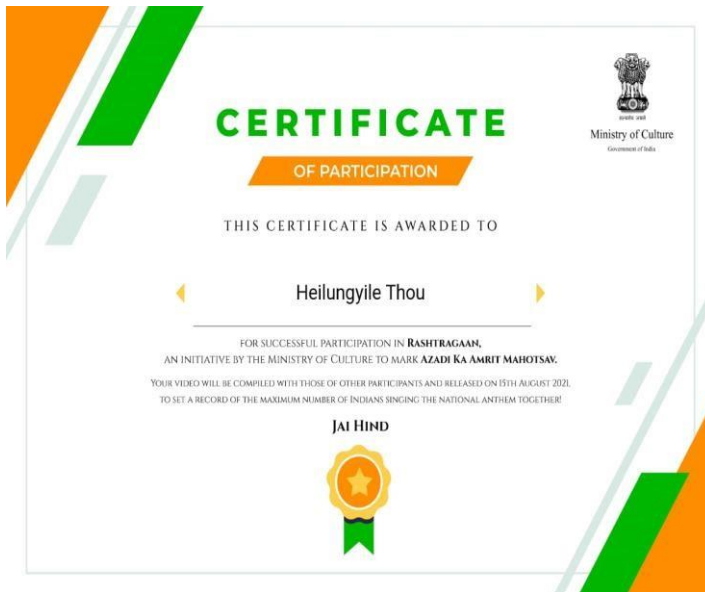 CERTIFICATE
OF PARTICIPATION
Ministry of Culture
Government of India
THIS CERTIFICATE IS AWARDED TO
Heilungyile Thou
FOR SUCCESSFUL PARTICIPATION IN RASHTRAGAAN,
AN INITIATIVE BY THE MINISTRY OF CULTURE TO MARK AZADI KA AMRIT MAHOTSAV.
YOUR VIDEO WILL BE COMPILED WITH THOSE OF OTHER PARTICIPANTS AND RELEASED ON 15TH AUGUST 2021,
TO SET A RECORD OF THE MAXIMUM NUMBER OF INDIANS SINGING THE NATIONAL ANTHEM TOGETHER!
JAI HIND